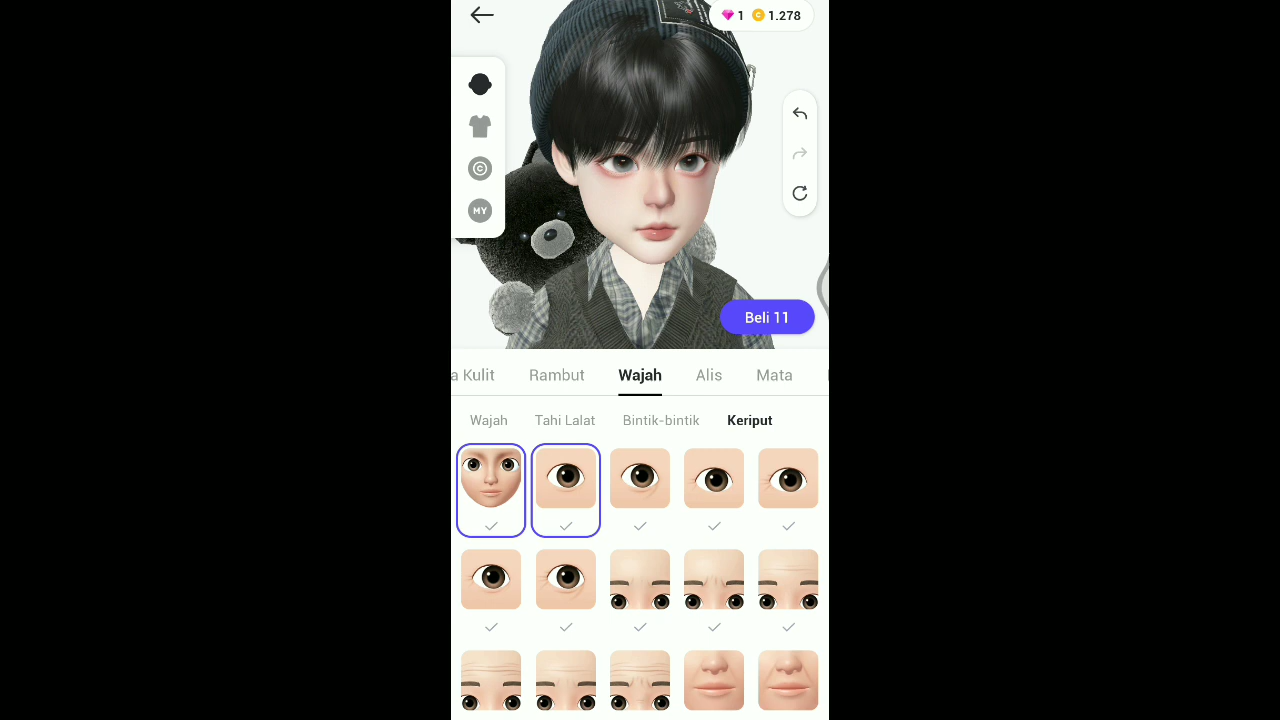 1 C 1.278
C
MY
Beli 11
a Kulit Rambut Wajah Alis Mata
Wajah Tahi Lalat Bintik-bintik Keriput